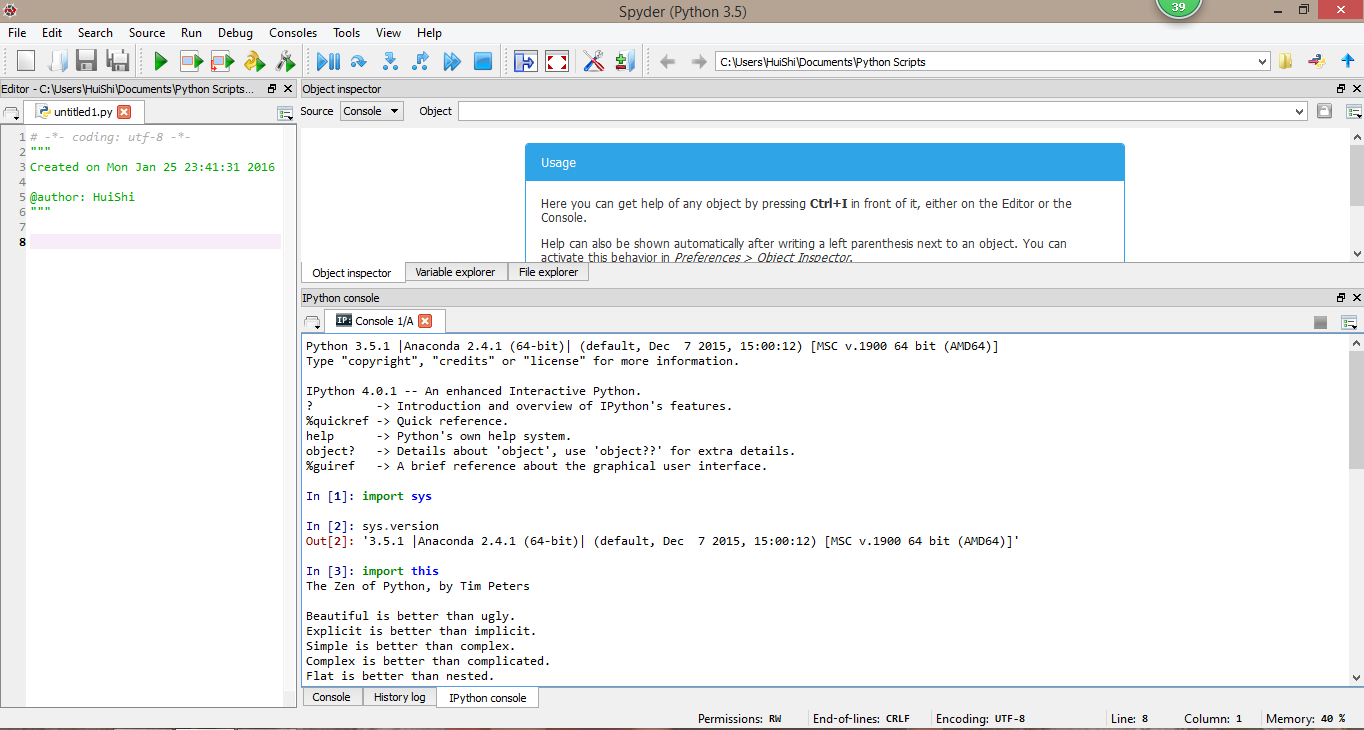 Spyder (Python 3.5)
39
File Edit Search Source Run Debug Consoles Tools View Help
C:\Users\HuiShi\Documents\Python Scripts
Editor - C:\Users\HuiShi\Documents\Python Scripts...
untitled1.py
1 # -*- coding: utf-8 -*-
2 """
3 Created on Mon Jan 25 23:41:31 2016
4
5 @author: HuiShi
6 """
7
8
Object inspector
Source Console Object
Usage
Here you can get help of any object by pressing Ctrl+I in front of it, either on the Editor or the
Console.
Help can also be shown automatically after writing a left parenthesis next to an object. You can
activate this behavior in Preferences > Object Inspector.
Object inspector Variable explorer File explorer
IPython console
IP: Console 1/A
Python 3.5.1 |Anaconda 2.4.1 (64-bit)| (default, Dec  7 2015, 15:00:12) [MSC v.1900 64 bit (AMD64)]
Type "copyright", "credits" or "license" for more information.
IPython 4.0.1 -- An enhanced Interactive Python.
?         -> Introduction and overview of IPython's features.
%quickref -> Quick reference.
help      -> Python's own help system.
object?   -> Details about 'object', use 'object??' for extra details.
%guiref   -> A brief reference about the graphical user interface.
In [1]: import sys
In [2]: sys.version
Out[2]: '3.5.1 |Anaconda 2.4.1 (64-bit)| (default, Dec  7 2015, 15:00:12) [MSC v.1900 64 bit (AMD64)]'
In [3]: import this
The Zen of Python, by Tim Peters
Beautiful is better than ugly.
Explicit is better than implicit.
Simple is better than complex.
Complex is better than complicated.
Flat is better than nested.
Console History log IPython console
Permissions: RW End-of-lines: CRLF Encoding: UTF-8 Line: 8 Column: 1 Memory: 40 %